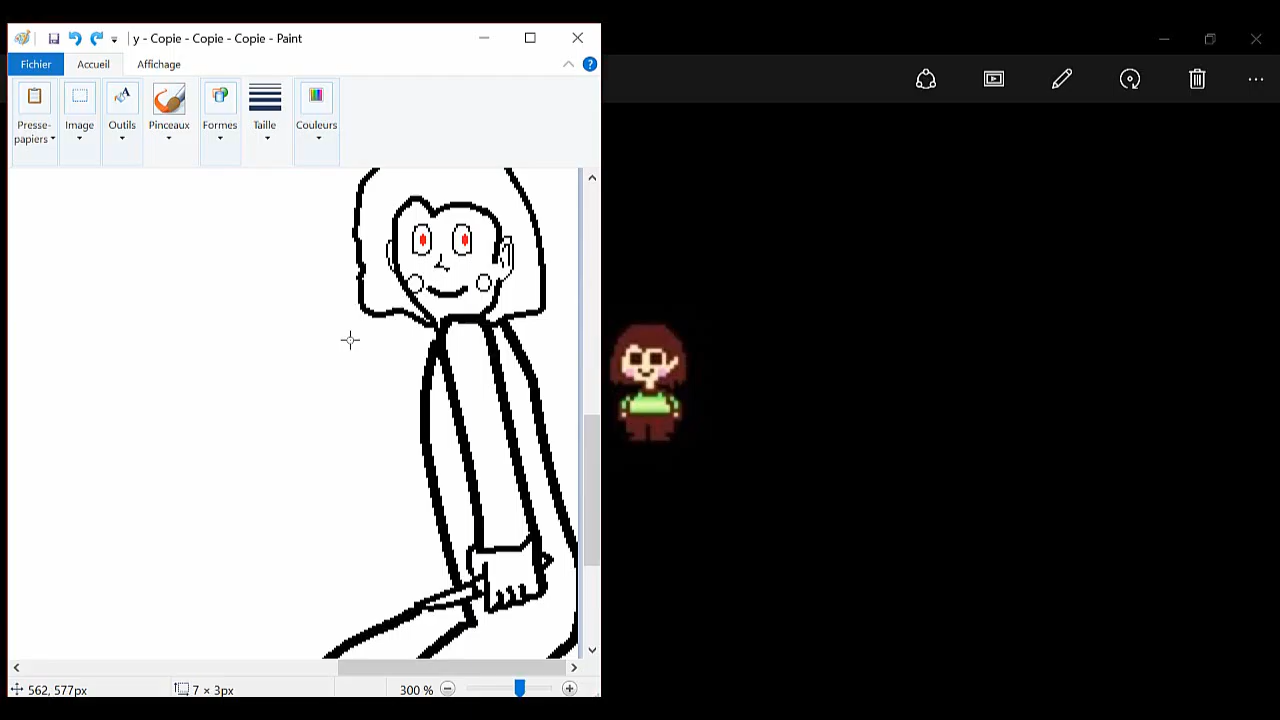 y - Copie - Copie - Copie - Paint
Fichier Accueil Affichage
Presse-
papiers
Image
Outils
Pinceaux
Formes
Taille
Couleurs
562, 577px 7 × 3px 300 %